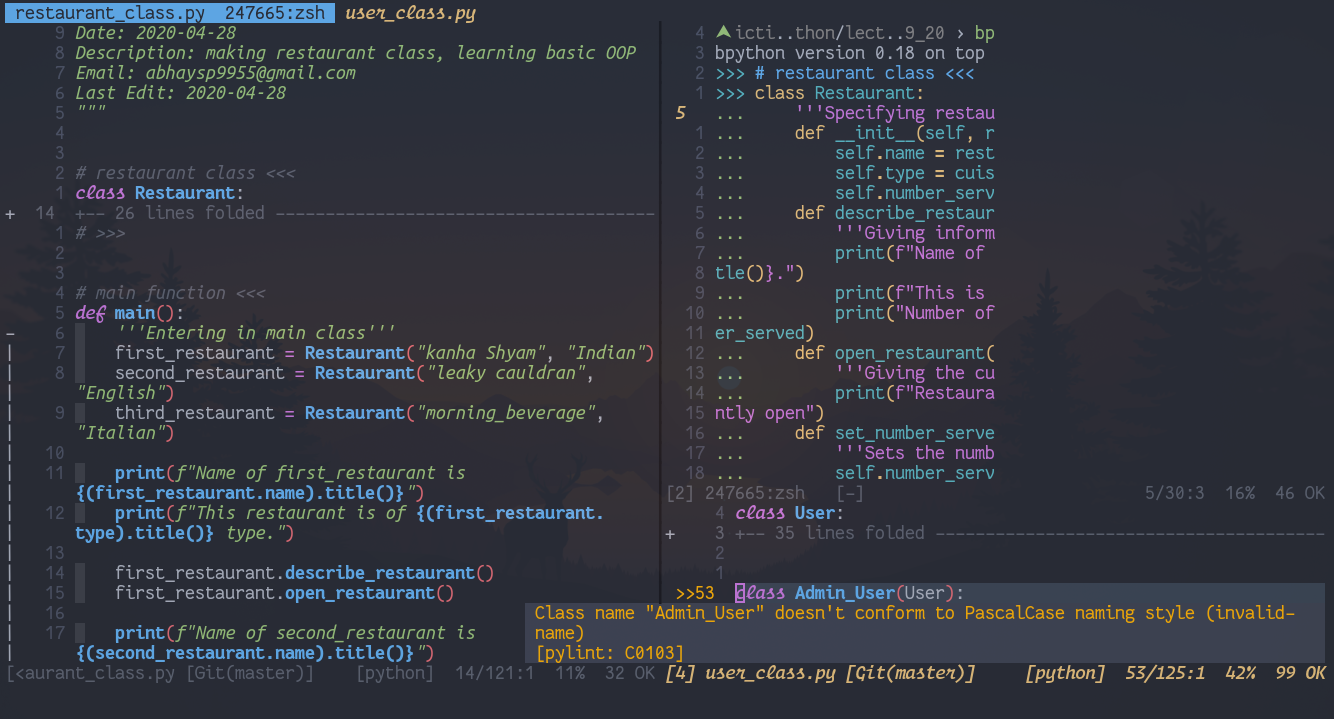 restaurant_class.py  247665:zsh  user_class.py
9 Date: 2020-04-28
8 Description: making restaurant class, learning basic OOP
7 Email: abhaysp9955@gmail.com
6 Last Edit: 2020-04-28
5 """
4
3
2 # restaurant class <<<
1 class Restaurant:
+ 14 +-- 26 lines folded --------------------------------------
1 # >>>
2
3
4 # main function <<<
5 def main():
- 6     '''Entering in main class'''
| 7     first_restaurant = Restaurant("kanha Shyam", "Indian")
| 8     second_restaurant = Restaurant("leaky cauldran",
| "English")
| 9     third_restaurant = Restaurant("morning_beverage",
| "Italian")
| 10
| 11     print(f"Name of first_restaurant is
| {(first_restaurant.name).title()}")
| 12     print(f"This restaurant is of {(first_restaurant.
| type).title()} type.")
| 13
| 14     first_restaurant.describe_restaurant()
| 15     first_restaurant.open_restaurant()
| 16
| 17     print(f"Name of second_restaurant is
| {(second_restaurant.name).title()}")
[<aurant_class.py [Git(master)]    [python]  14/121:1  11%  32 OK
4 icti..thon/lect..9_20 › bp
3 bpython version 0.18 on top
2 >>> # restaurant class <<<
1 >>> class Restaurant:
5 ...     '''Specifying restau
1 ...     def __init__(self, r
2 ...         self.name = rest
3 ...         self.type = cuis
4 ...         self.number_serv
5 ...     def describe_restaur
6 ...         '''Giving inform
7 ...         print(f"Name of
8 tle()}.")
9 ...         print(f"This is
10 ...         print("Number of
11 er_served)
12 ...     def open_restaurant(
13 ...         '''Giving the cu
14 ...         print(f"Restaura
15 ntly open")
16 ...     def set_number_serve
17 ...         '''Sets the numb
18 ...         self.number_serv
[2] 247665:zsh   [-]    5/30:3  16%  46 OK
4 class User:
+ 3 +-- 35 lines folded ---------------------------------------
2
1
>>53 class Admin_User(User):
Class name "Admin_User" doesn't conform to PascalCase naming style (invalid-
name)
[pylint: C0103]
[4] user_class.py [Git(master)]    [python]  53/125:1  42%  99 OK